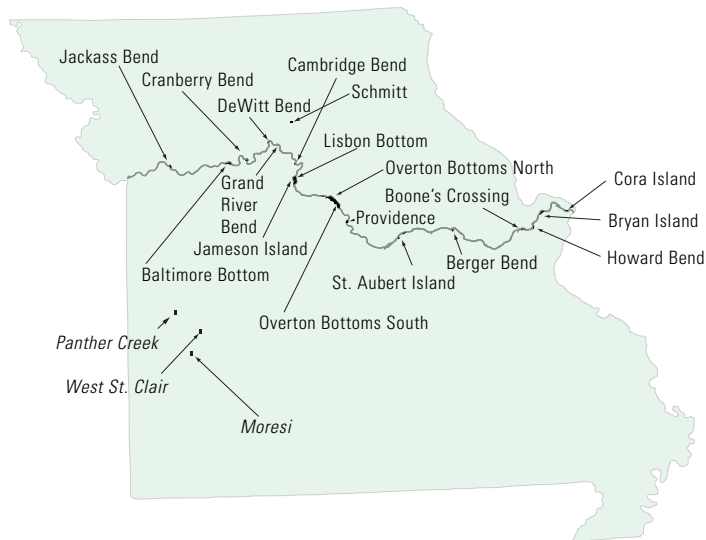 Jackass Bend
Cranberry Bend
DeWitt Bend
Cambridge Bend
Schmitt
Lisbon Bottom
Overton Bottoms North
Boone's Crossing
Cora Island
Bryan Island
Howard Bend
Grand
River
Bend
Providence
Jameson Island
Berger Bend
Baltimore Bottom
St. Aubert Island
Overton Bottoms South
Panther Creek
West St. Clair
Moresi